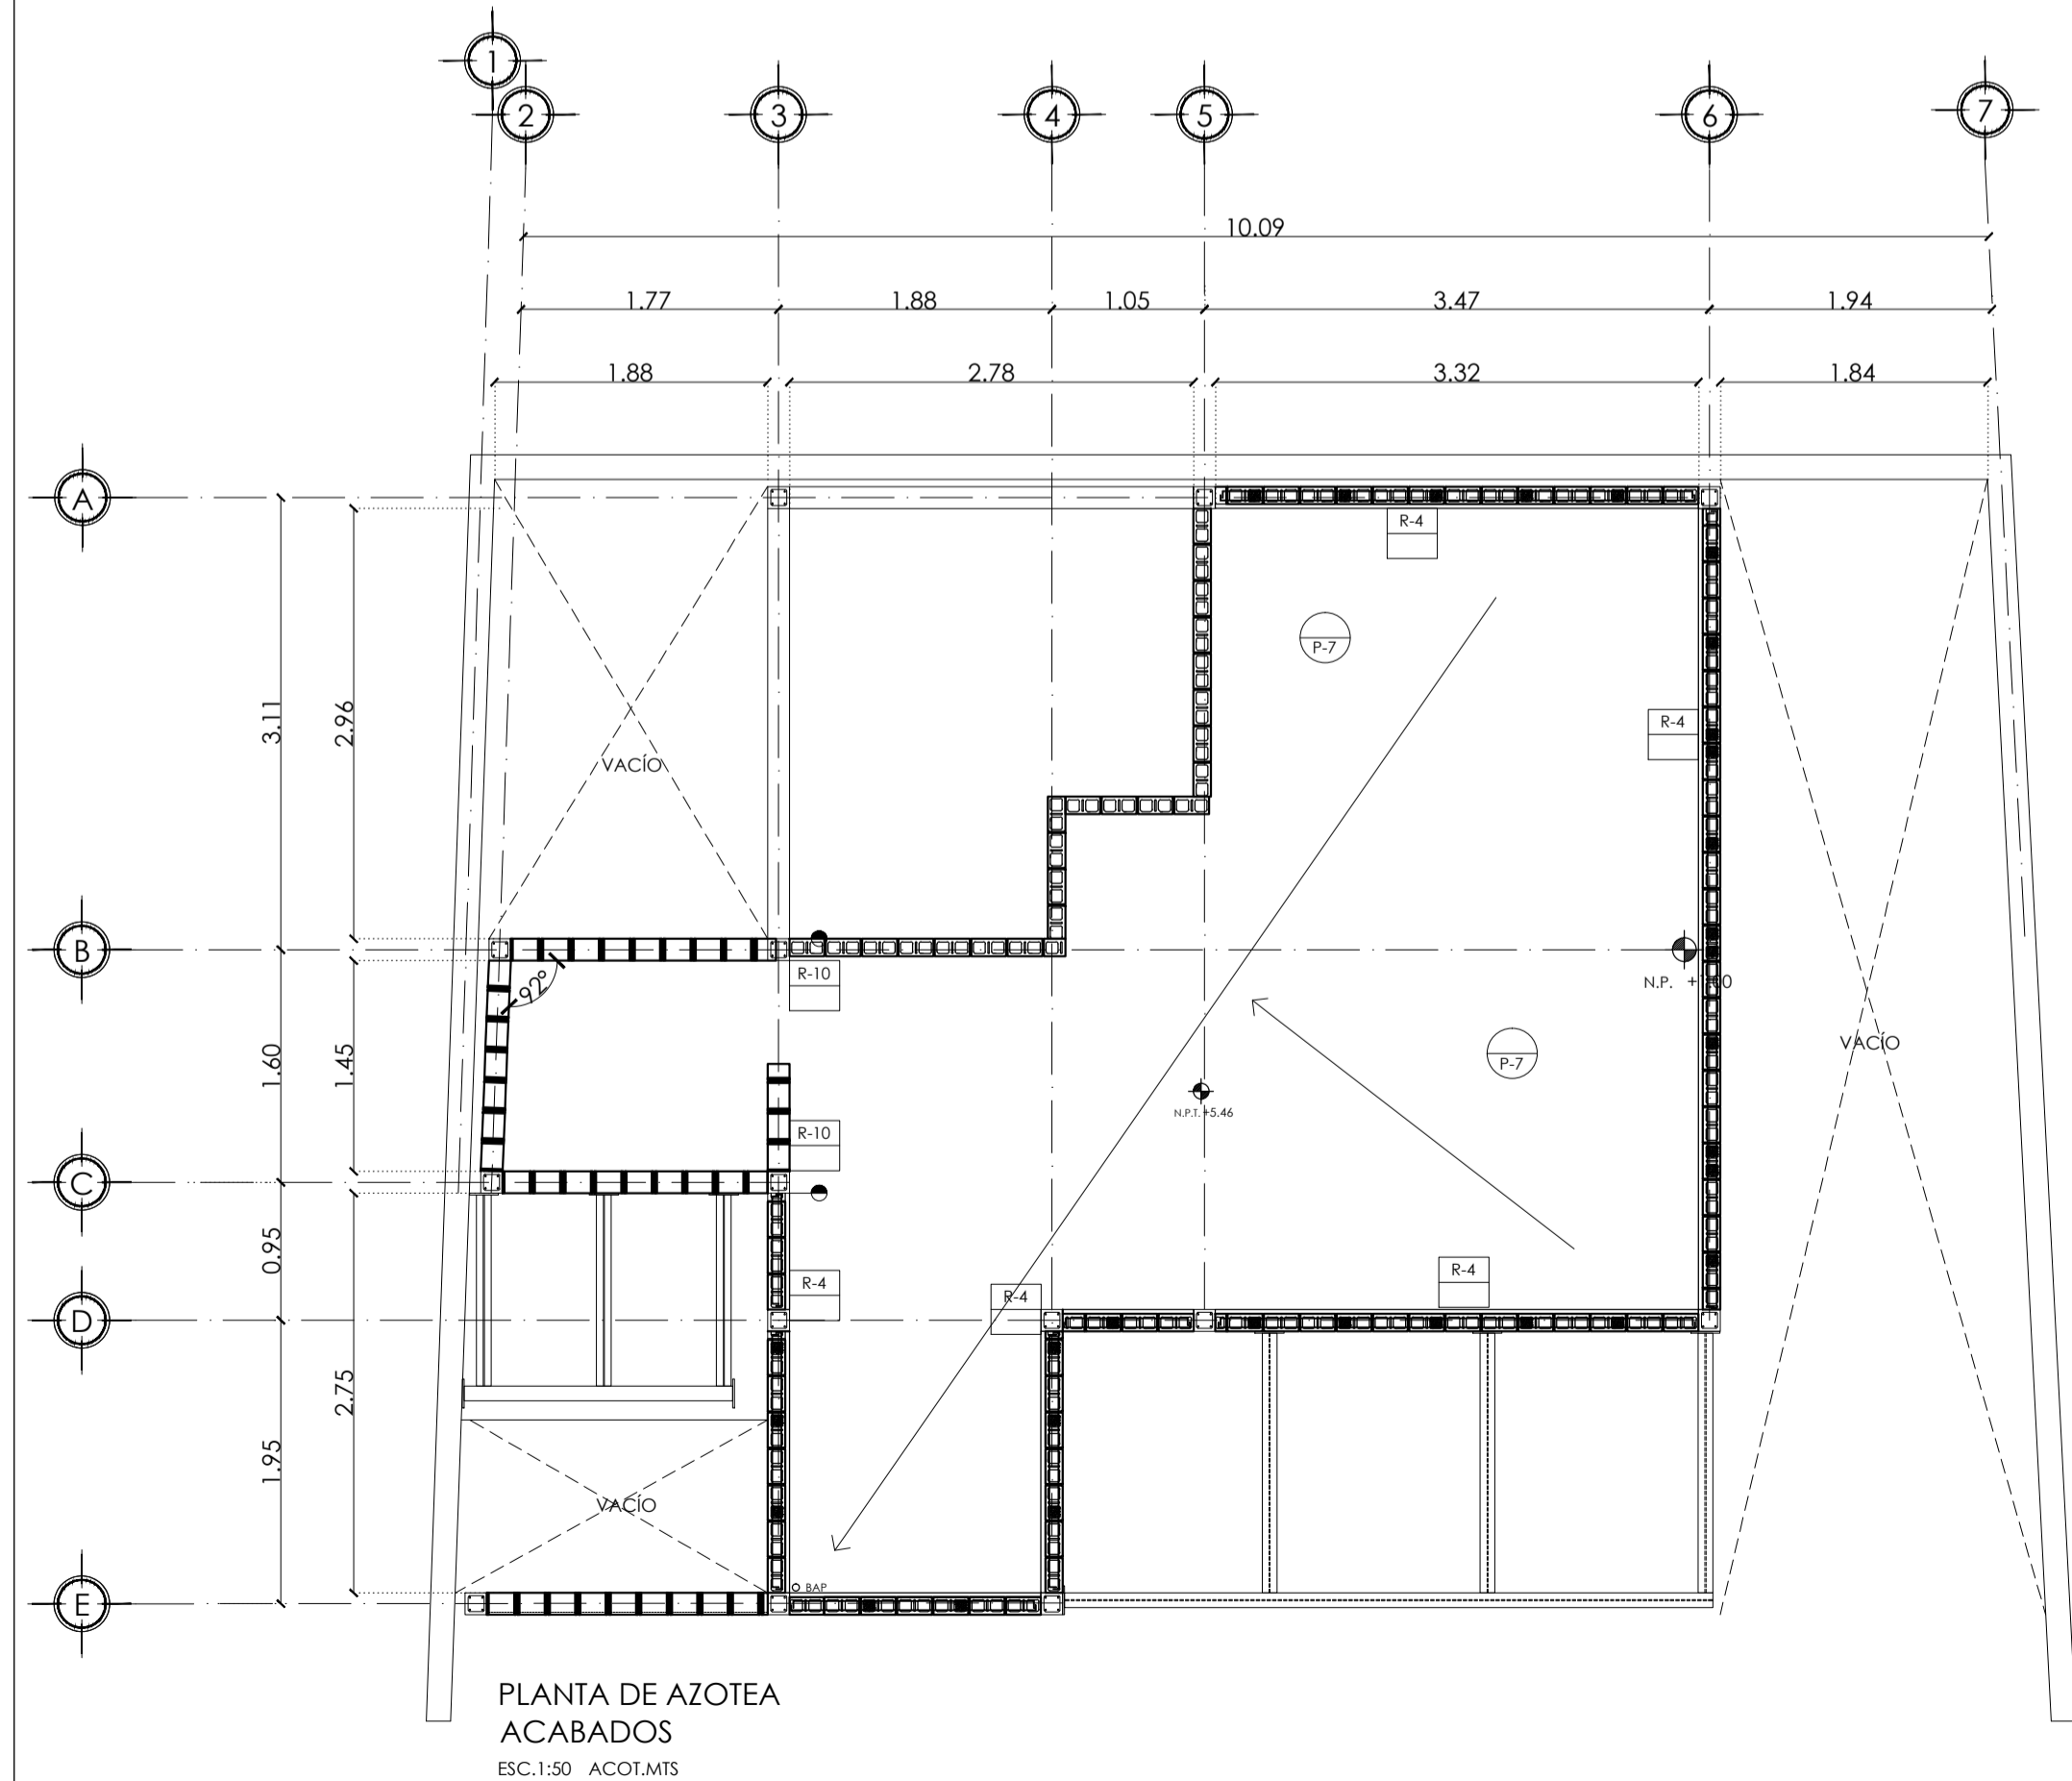 1
2
3
4
5
6
7
10.09
1.77
1.88
1.05
3.47
1.94
1.88
2.78
3.32
1.84
A
R-4
P-7
3.11
2.96
R-4
VACÍO
B
R-10
92°
N.P.
VACÍO
1.60
1.45
P-7
N.P.T. +5.46
R-10
C
0.95
R-4
R-4
R-4
D
2.75
1.95
VACÍO
BAP
E
PLANTA DE AZOTEA
ACABADOS
ESC.1:50 ACOT.MTS